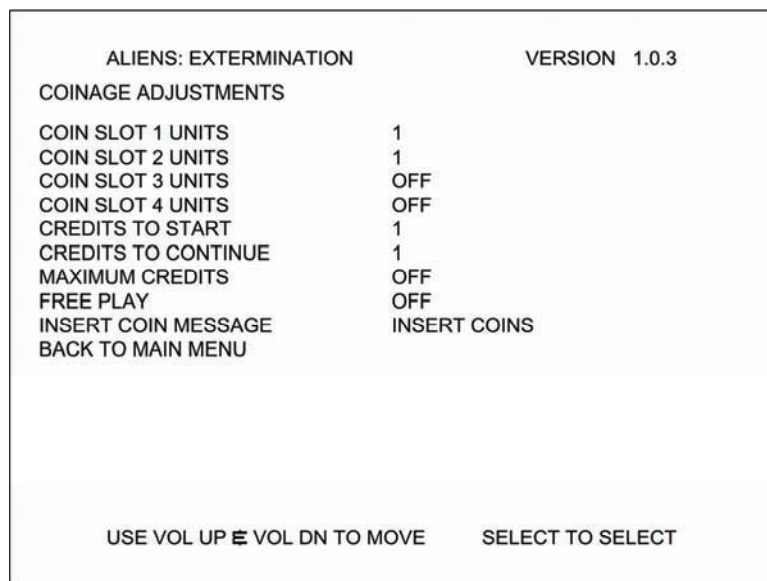 ALIENS: EXTERMINATION VERSION 1.0.3
COINAGE ADJUSTMENTS
COIN SLOT 1 UNITS 1
COIN SLOT 2 UNITS 1
COIN SLOT 3 UNITS OFF
COIN SLOT 4 UNITS OFF
CREDITS TO START 1
CREDITS TO CONTINUE 1
MAXIMUM CREDITS OFF
FREE PLAY OFF
INSERT COIN MESSAGE INSERT COINS
BACK TO MAIN MENU
USE VOL UP & VOL DN TO MOVE SELECT TO SELECT